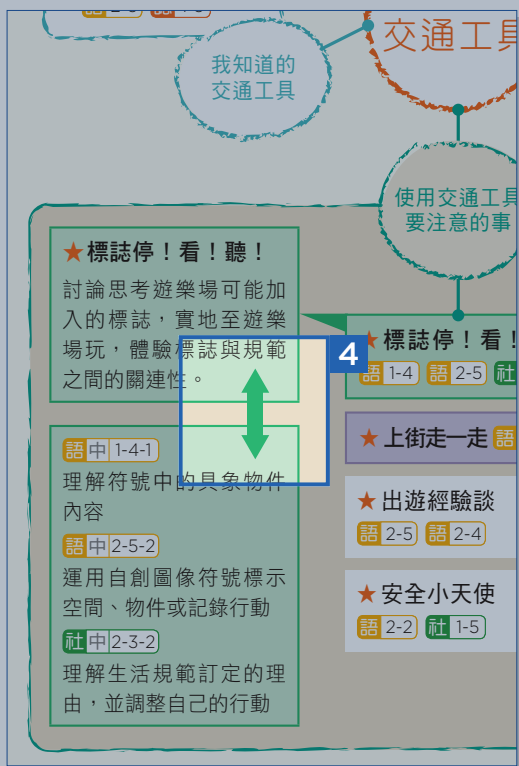 交通工具
我知道的
交通工具
使用交通工具
要注意的事
★標誌停！看！聽！
討論思考遊樂場可能加
入的標誌，實地至遊樂
場玩，體驗標誌與規範
之間的關連性。
4
★標誌停！看！
語 1-4 語 2-5 社
語 中 1-4-1
理解符號中的具象物件
內容
語 中 2-5-2
運用自創圖像符號標示
空間、物件或記錄行動
社 中 2-3-2
理解生活規範訂定的理
由，並調整自己的行動
★上街走一走 語
★出遊經驗談
語 2-5 語 2-4
★安全小天使
語 2-2 社 1-5